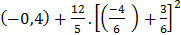 (−0,4) + 12/5 . [((−4)/6) + 3/6]²